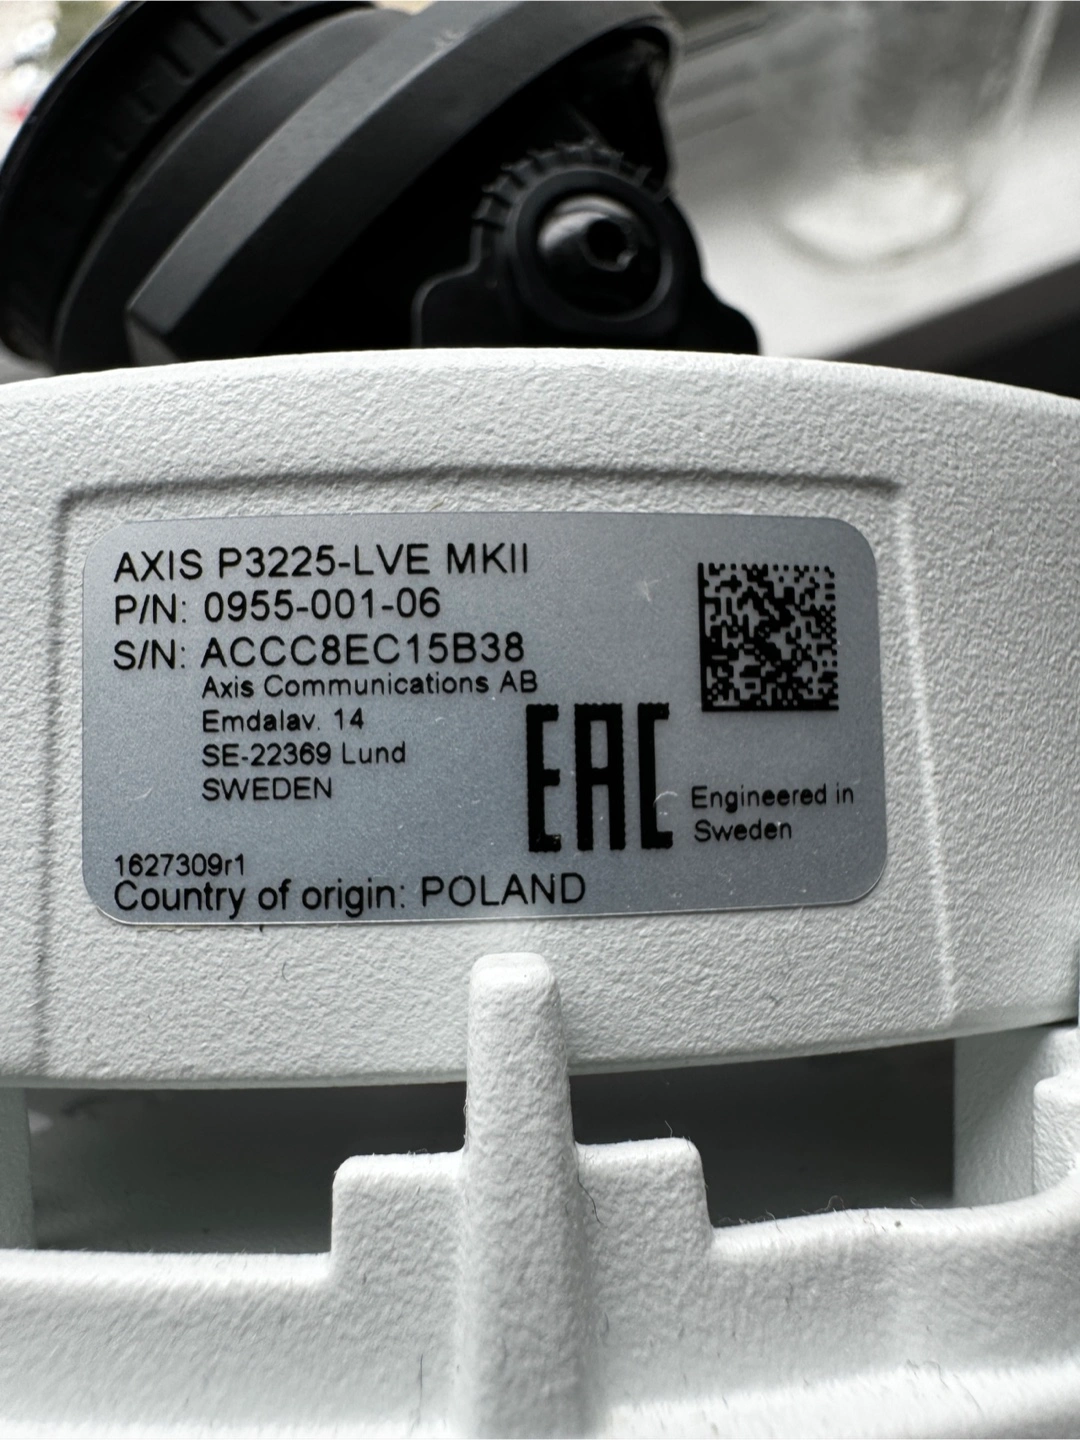 AXIS P3225-LVE MKII
P/N: 0955-001-06
S/N: ACCC8EC15B38
Axis Communications AB
Emdalav. 14
SE-22369 Lund
SWEDEN
EAC
Engineered in
Sweden
1627309r1
Country of origin: POLAND